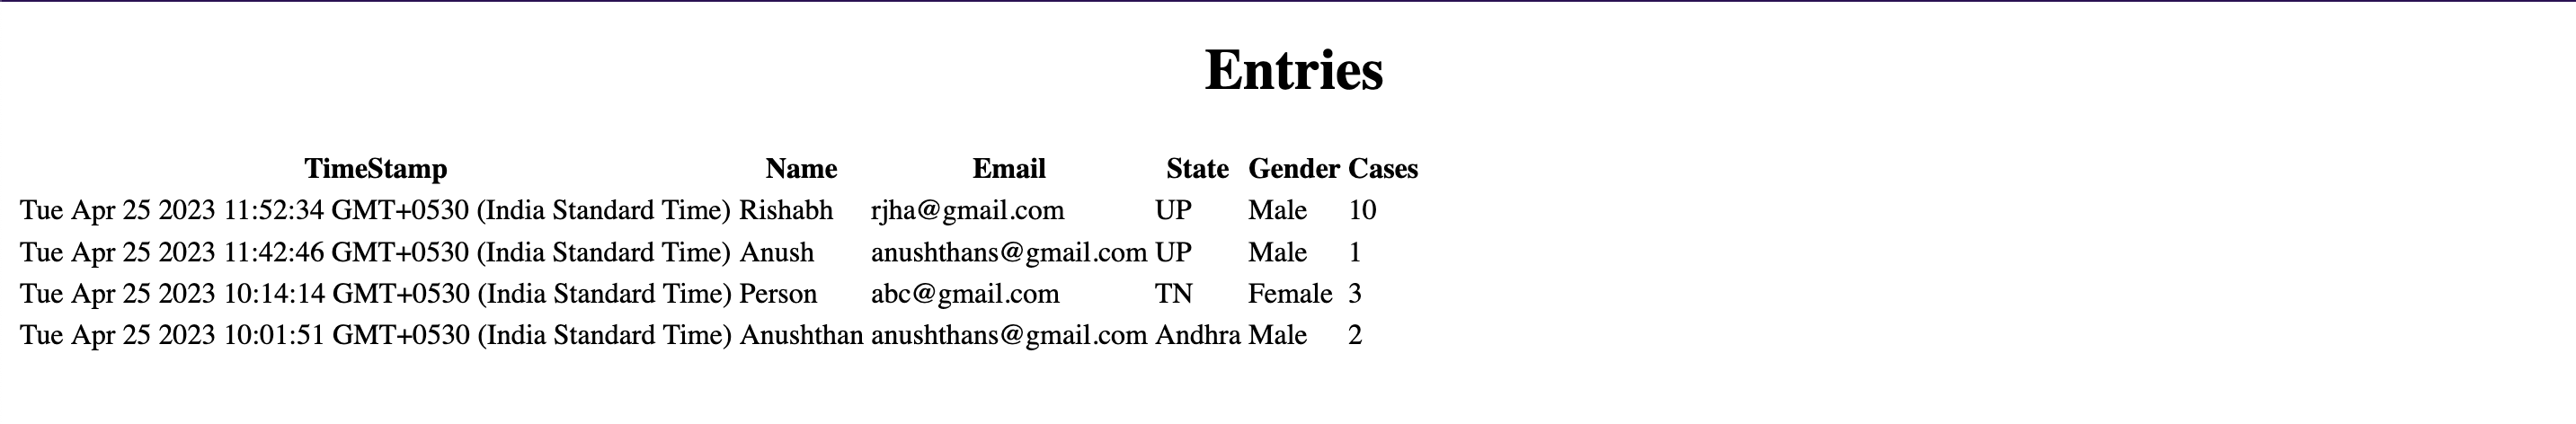 Entries
TimeStamp Name Email State Gender Cases
Tue Apr 25 2023 11:52:34 GMT+0530 (India Standard Time) Rishabh rjha@gmail.com UP Male 10
Tue Apr 25 2023 11:42:46 GMT+0530 (India Standard Time) Anush anushthans@gmail.com UP Male 1
Tue Apr 25 2023 10:14:14 GMT+0530 (India Standard Time) Person abc@gmail.com TN Female 3
Tue Apr 25 2023 10:01:51 GMT+0530 (India Standard Time) Anushthan anushthans@gmail.com Andhra Male 2